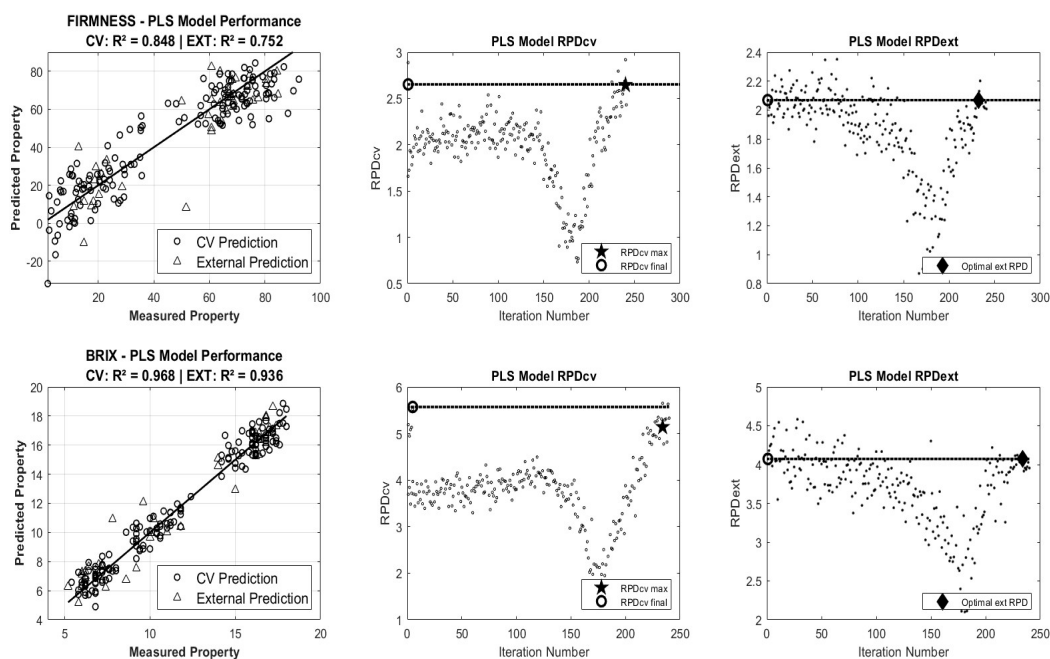 FIRMNESS - PLS Model Performance
CV: R² = 0.848 | EXT: R² = 0.752
Predicted Property
80
60
40
20
0
-20
20
40
60
80
100
Measured Property
CV Prediction
External Prediction
PLS Model RPDcv
RPDcv
3
2.5
2
1.5
1
0.5
0
50
100
150
200
250
300
Iteration Number
RPDcv max
RPDcv final
PLS Model RPDext
RPDext
2.4
2.2
2
1.8
1.6
1.4
1.2
1
0.8
0
50
100
150
200
250
300
Iteration Number
Optimal ext RPD
BRIX - PLS Model Performance
CV: R² = 0.968 | EXT: R² = 0.936
Predicted Property
20
18
16
14
12
10
8
6
4
5
10
15
20
Measured Property
CV Prediction
External Prediction
PLS Model RPDcv
RPDcv
6
5
4
3
2
1
0
50
100
150
200
250
Iteration Number
RPDcv max
RPDcv final
PLS Model RPDext
RPDext
5
4.5
4
3.5
3
2.5
2
0
50
100
150
200
250
Iteration Number
Optimal ext RPD